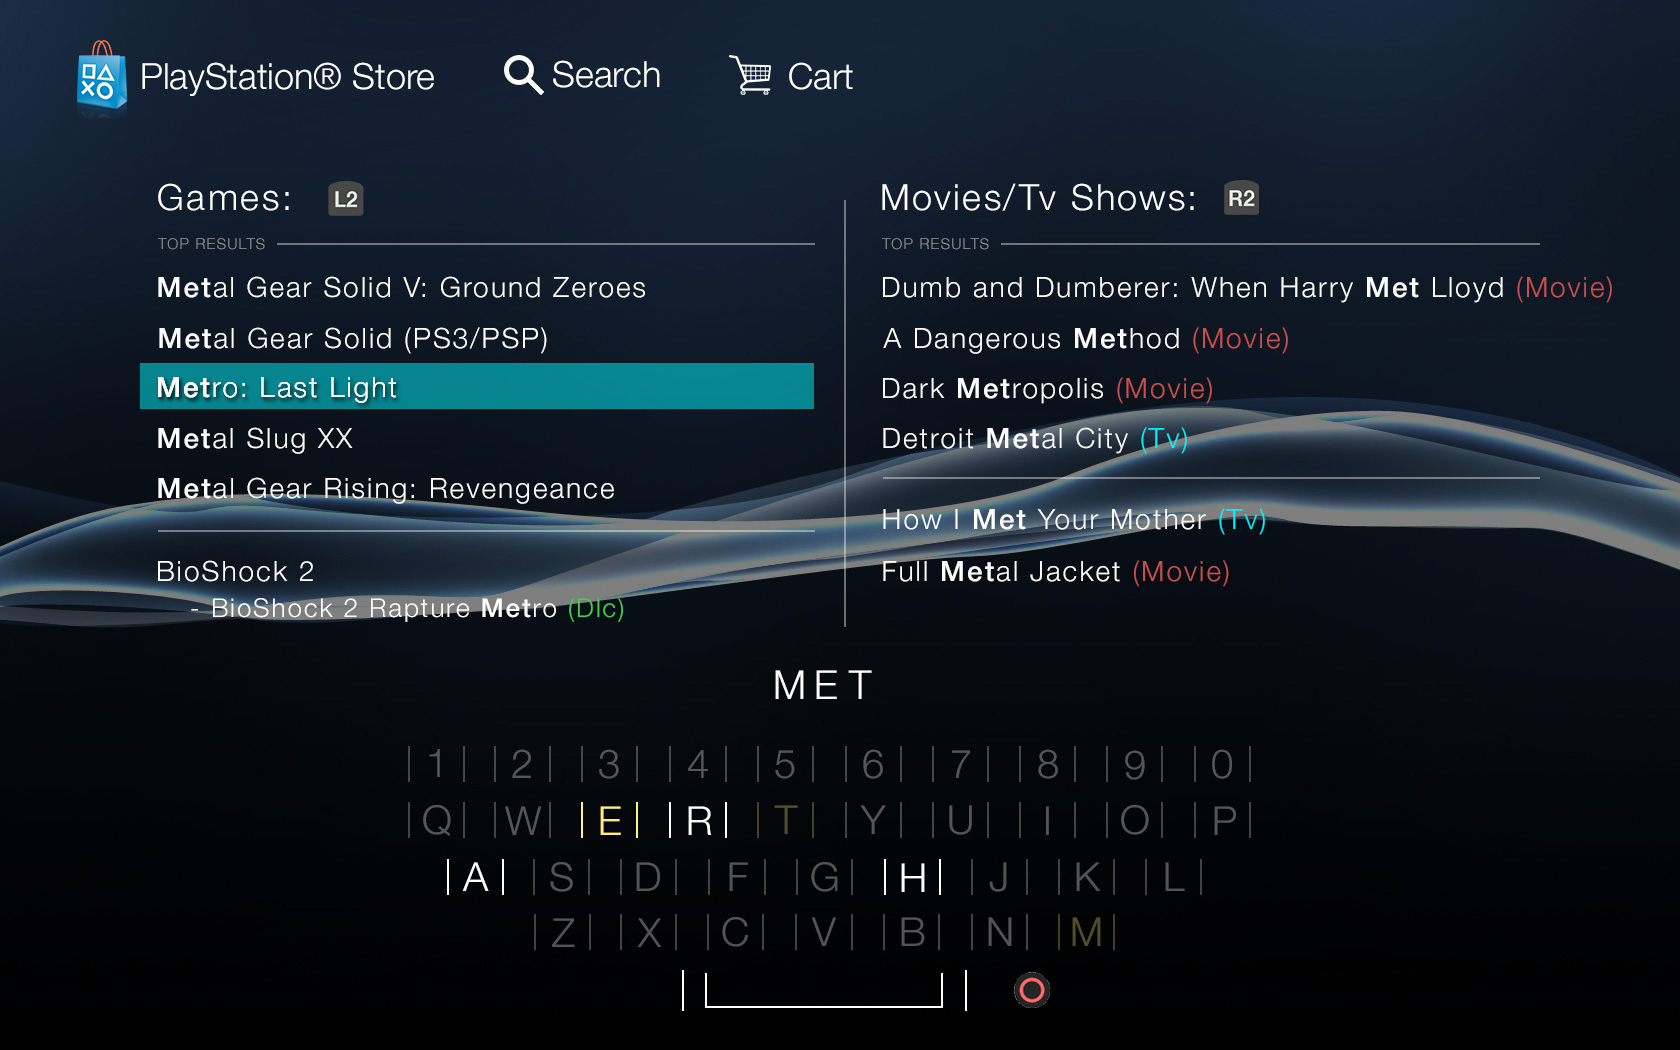 PlayStation® Store Search Cart
Games: L2
TOP RESULTS
Metal Gear Solid V: Ground Zeroes
Metal Gear Solid (PS3/PSP)
Metro: Last Light
Metal Slug XX
Metal Gear Rising: Revengeance
BioShock 2
- BioShock 2 Rapture Metro (Dlc)
Movies/Tv Shows: R2
TOP RESULTS
Dumb and Dumberer: When Harry Met Lloyd (Movie)
A Dangerous Method (Movie)
Dark Metropolis (Movie)
Detroit Metal City (Tv)
How I Met Your Mother (Tv)
Full Metal Jacket (Movie)
MET
1 2 3 4 5 6 7 8 9 0
Q W E R T Y U I O P
A S D F G H J K L
Z X C V B N M